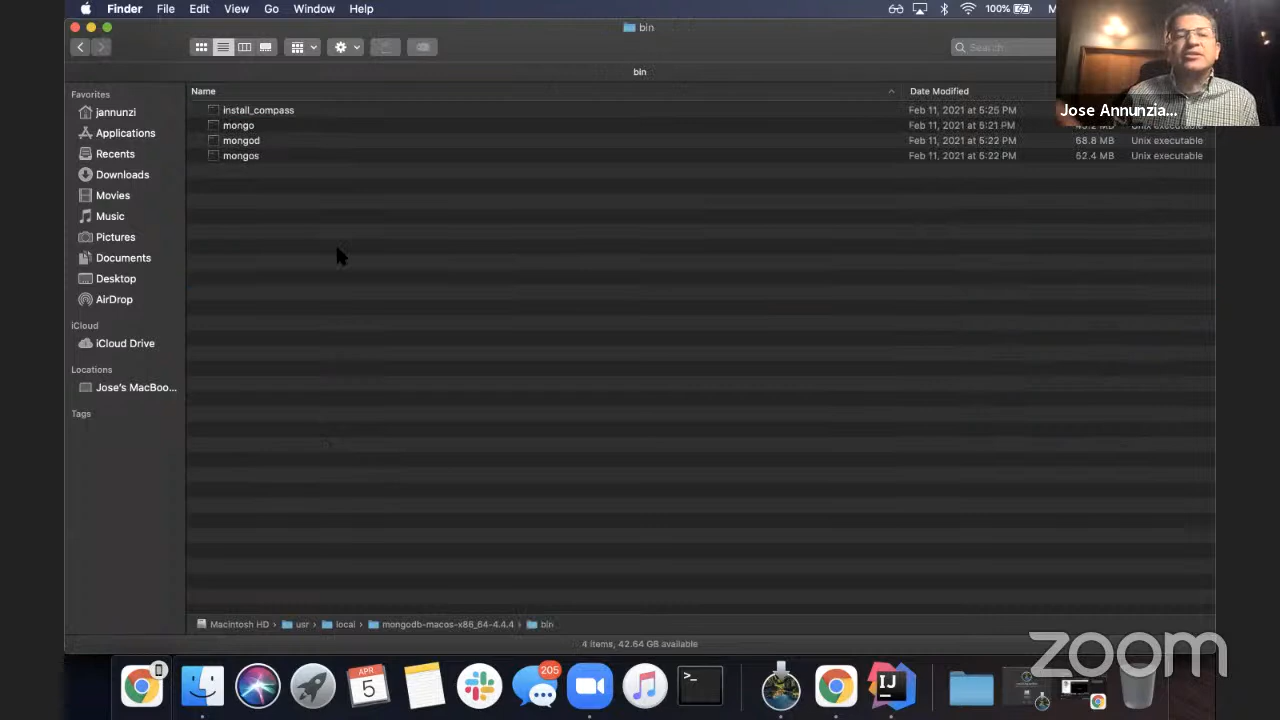 Finder File Edit View Go Window Help 100%
bin
Search
bin
Jose Annunzia...
Name Date Modified
install_compass Feb 11, 2021 at 5:25 PM
mongo Feb 11, 2021 at 5:21 PM Unix executable
mongod Feb 11, 2021 at 5:22 PM 68.8 MB Unix executable
mongos Feb 11, 2021 at 5:22 PM 62.4 MB Unix executable
Favorites
jannunzi
Applications
Recents
Downloads
Movies
Music
Pictures
Documents
Desktop
AirDrop
iCloud
iCloud Drive
Locations
Jose's MacBoo...
Tags
Macintosh HD › usr › local › mongodb-macos-x86_64-4.4.4 › bin
4 items, 42.64 GB available
zoom
APR
5
205
>_
IJ